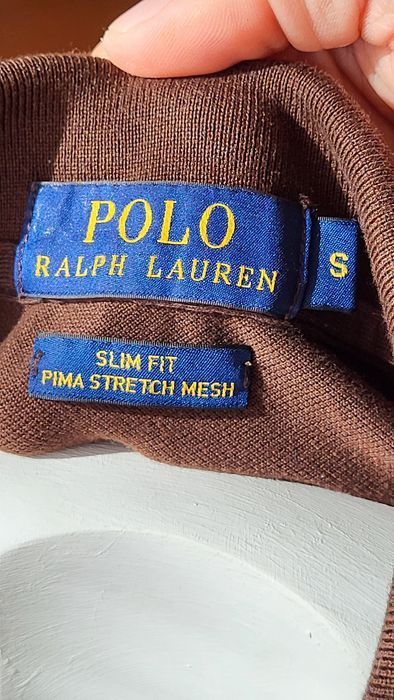 POLO
RALPH LAUREN
S
SLIM FIT
PIMA STRETCH MESH